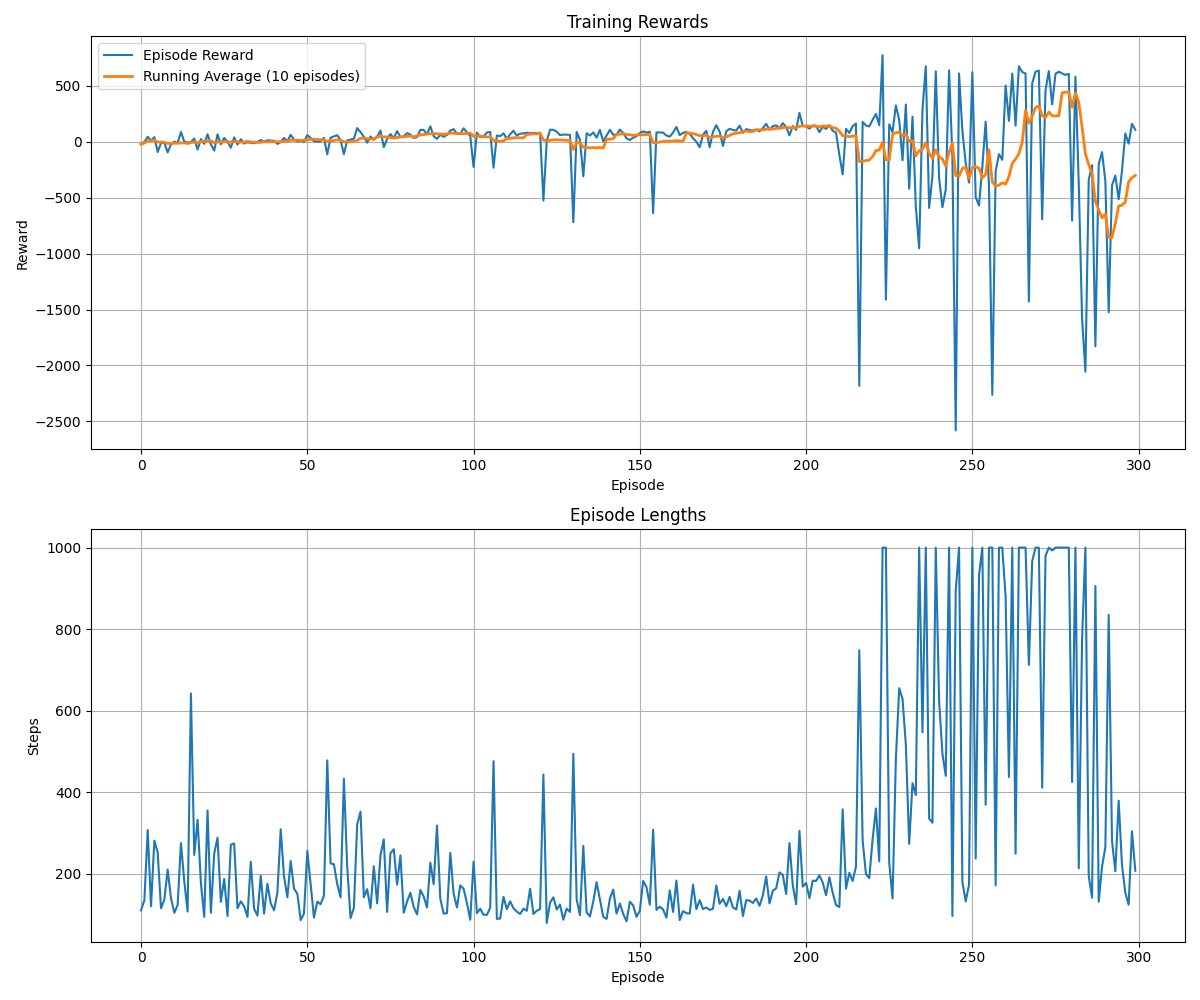 Training Rewards
Episode Reward
Running Average (10 episodes)
500
0
−500
−1000
−1500
−2000
−2500
Reward
0 50 100 150 200 250 300
Episode
Episode Lengths
1000
800
600
400
200
Steps
0 50 100 150 200 250 300
Episode